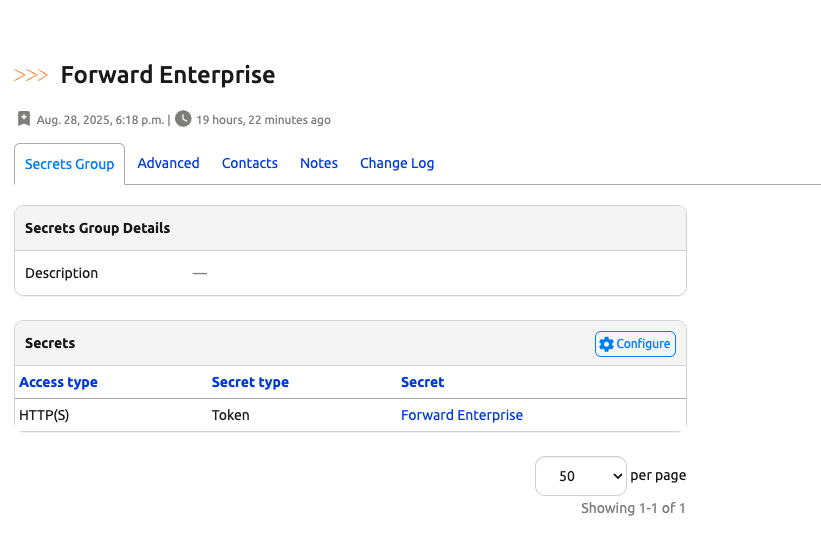 >>> Forward Enterprise
Aug. 28, 2025, 6:18 p.m. | 19 hours, 22 minutes ago
Secrets Group Advanced Contacts Notes Change Log
Secrets Group Details
Description —
Secrets Configure
Access type Secret type Secret
HTTP(S) Token Forward Enterprise
50 per page
Showing 1-1 of 1